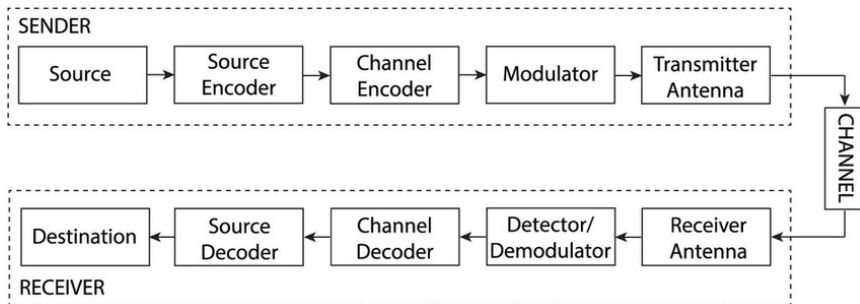 SENDER
Source
Source
Encoder
Channel
Encoder
Modulator
Transmitter
Antenna
CHANNEL
Destination
Source
Decoder
Channel
Decoder
Detector/
Demodulator
Receiver
Antenna
RECEIVER